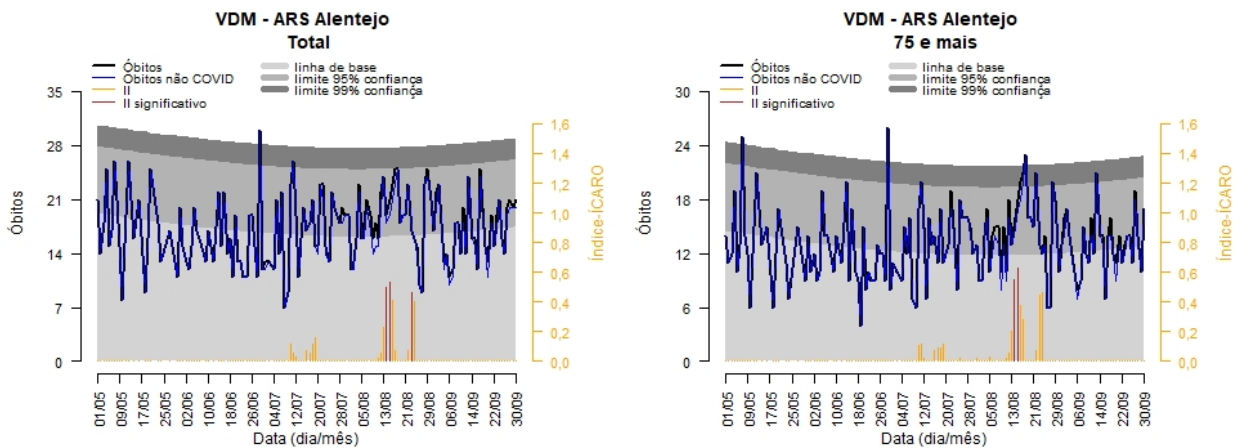 VDM - ARS Alentejo
Total
Óbitos
Óbitos não COVID
II
II significativo
linha de base
limite 95% confiança
limite 99% confiança
35
28
21
14
7
0
Óbitos
1,6
1,4
1,2
1,0
0,8
0,6
0,4
0,2
0,0
Índice-ÍCARO
01/05
09/05
17/05
25/05
02/06
10/06
18/06
26/06
04/07
12/07
20/07
28/07
05/08
13/08
21/08
29/08
06/09
14/09
22/09
30/09
Data (dia/mês)
VDM - ARS Alentejo
75 e mais
Óbitos
Óbitos não COVID
II
II significativo
linha de base
limite 95% confiança
limite 99% confiança
30
24
18
12
6
0
Óbitos
1,6
1,4
1,2
1,0
0,8
0,6
0,4
0,2
0,0
Índice-ÍCARO
01/05
09/05
17/05
25/05
02/06
10/06
18/06
26/06
04/07
12/07
20/07
28/07
05/08
13/08
21/08
29/08
06/09
14/09
22/09
30/09
Data (dia/mês)